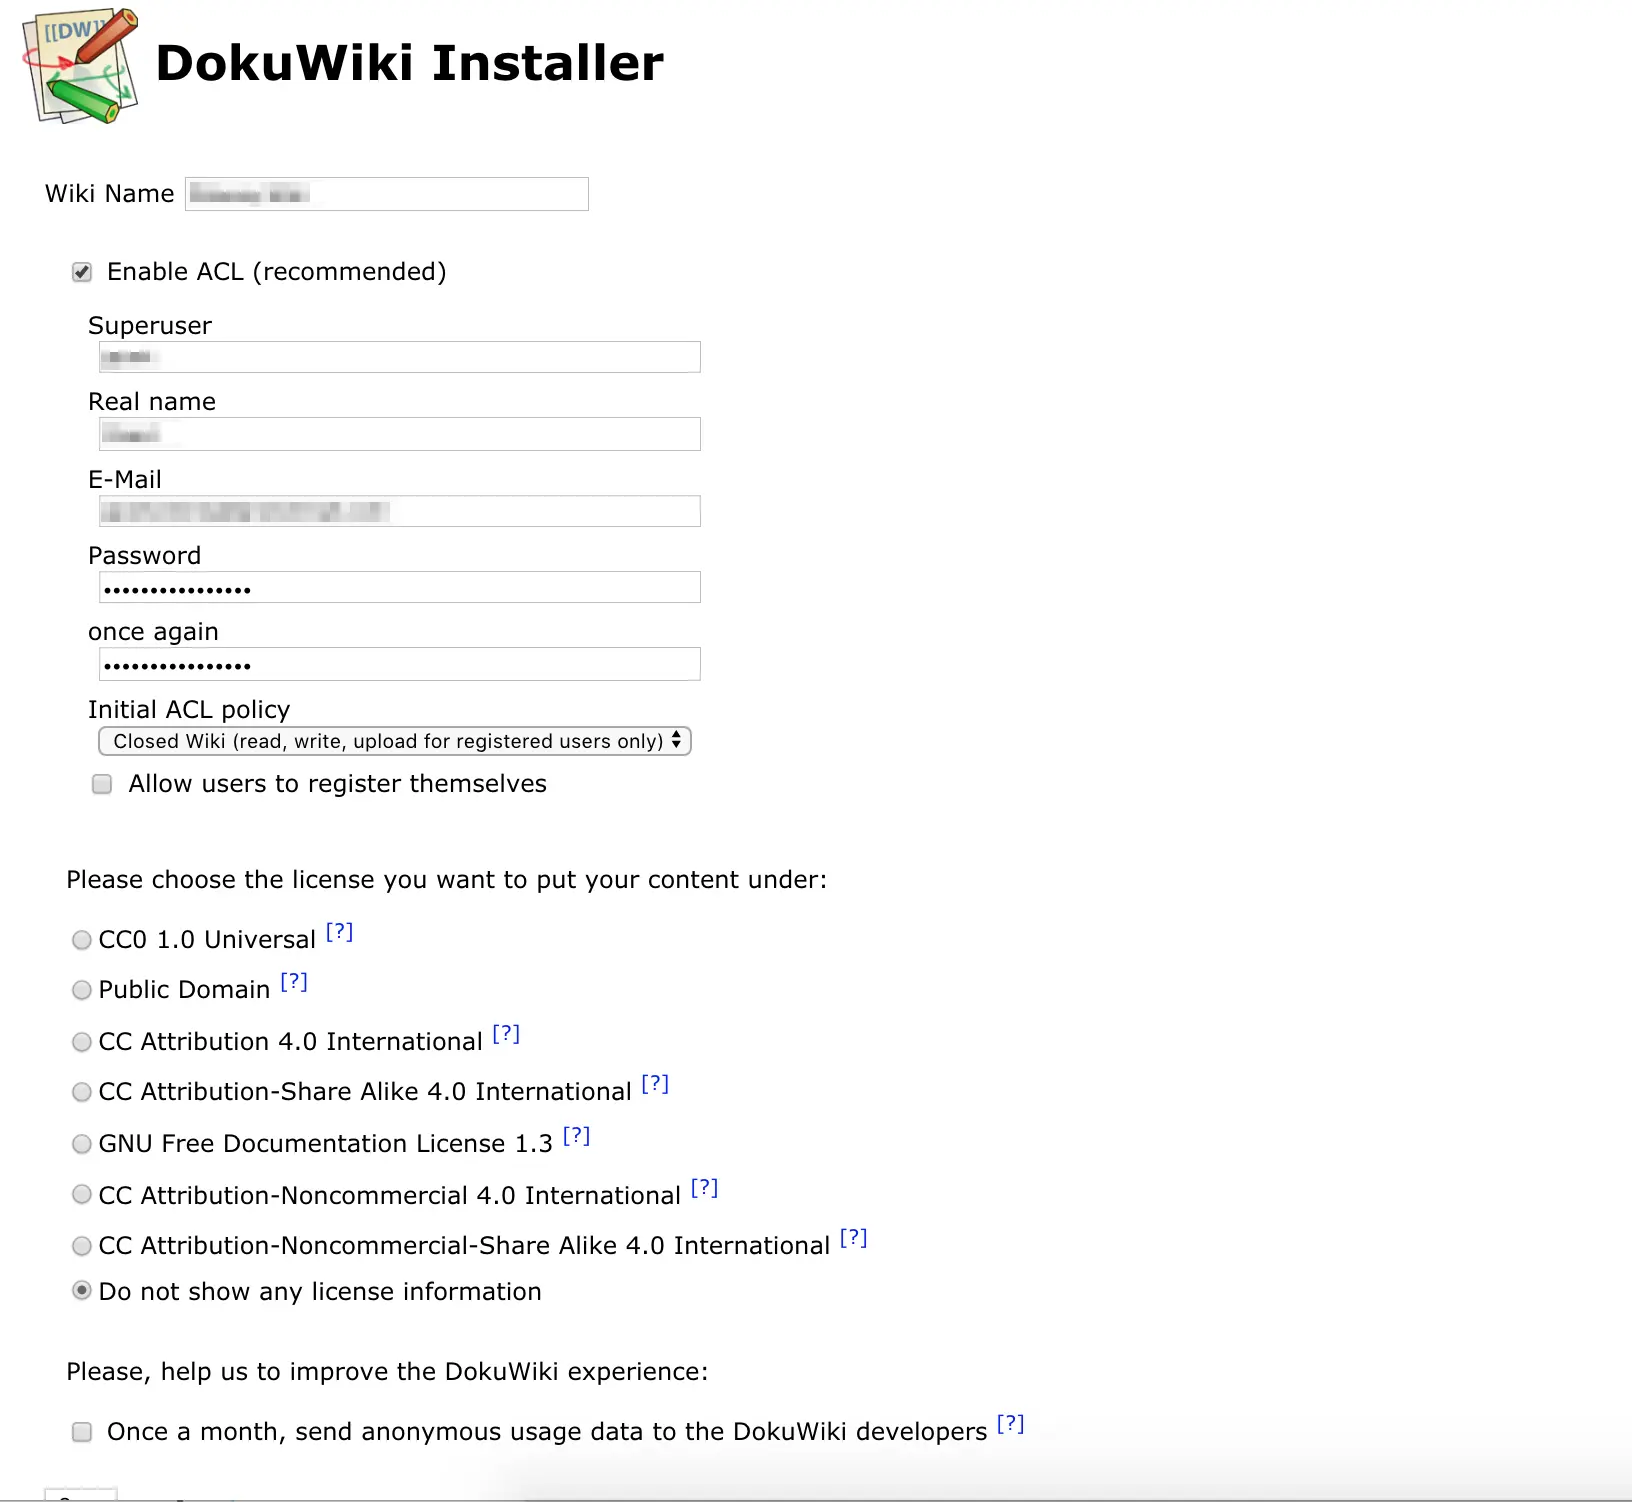 [[DW]]
DokuWiki Installer
Wiki Name
Enable ACL (recommended)
Superuser
Real name
E-Mail
Password
••••••••••••••••
once again
••••••••••••••••
Initial ACL policy
Closed Wiki (read, write, upload for registered users only)
Allow users to register themselves
Please choose the license you want to put your content under:
CC0 1.0 Universal [?]
Public Domain [?]
CC Attribution 4.0 International [?]
CC Attribution-Share Alike 4.0 International [?]
GNU Free Documentation License 1.3 [?]
CC Attribution-Noncommercial 4.0 International [?]
CC Attribution-Noncommercial-Share Alike 4.0 International [?]
Do not show any license information
Please, help us to improve the DokuWiki experience:
Once a month, send anonymous usage data to the DokuWiki developers [?]